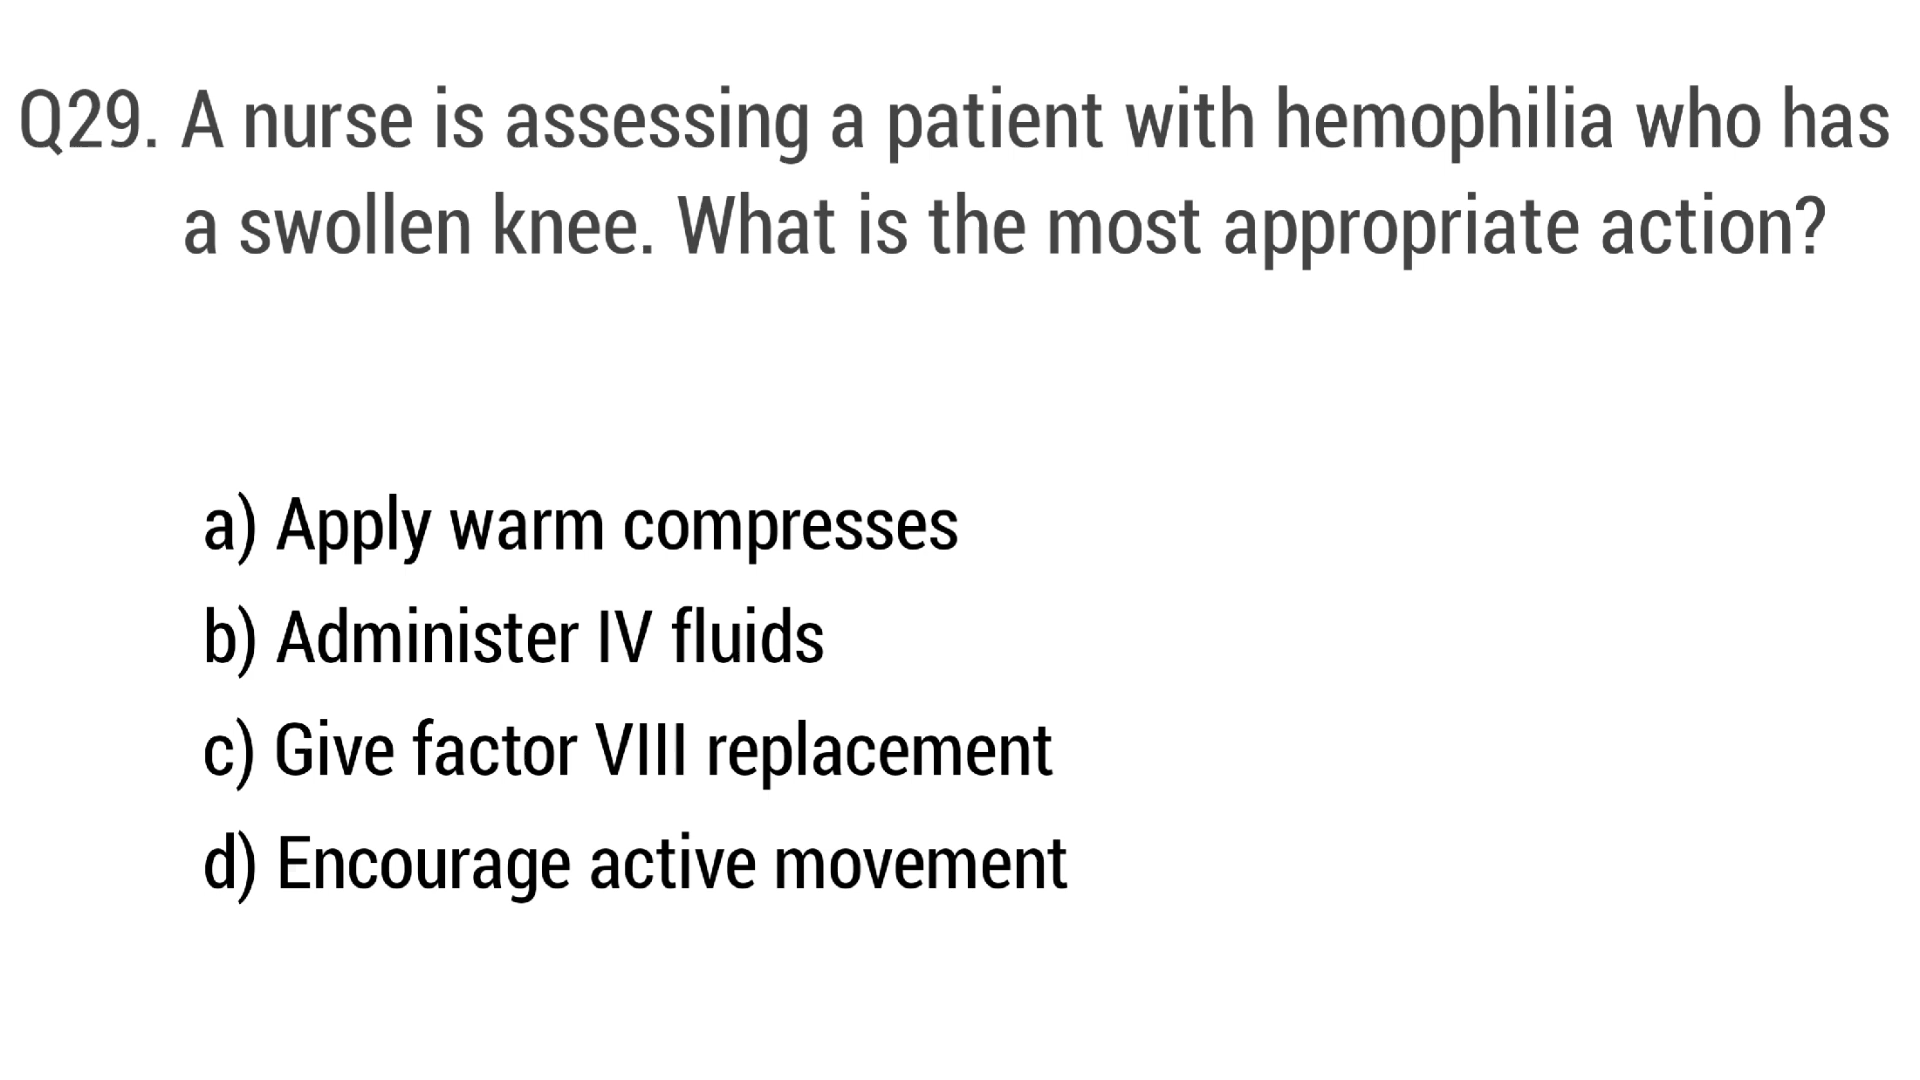 Q29. A nurse is assessing a patient with hemophilia who has
a swollen knee. What is the most appropriate action?
a) Apply warm compresses
b) Administer IV fluids
c) Give factor VIII replacement
d) Encourage active movement